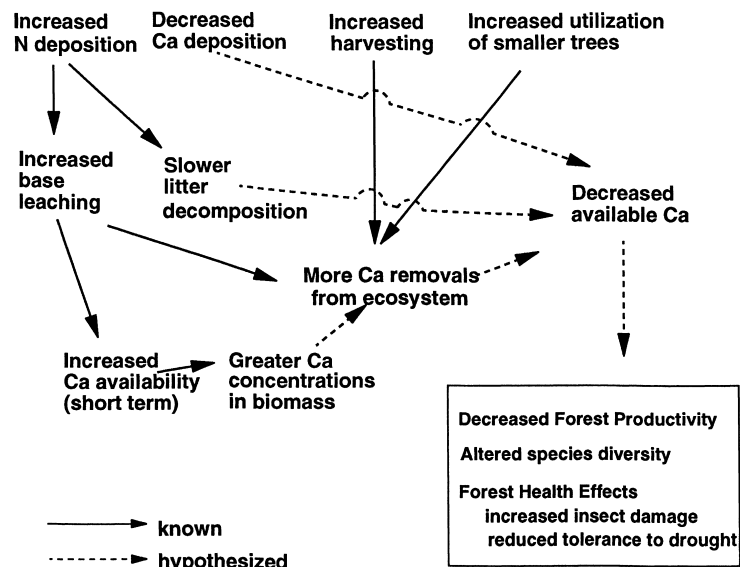 Increased
N deposition
Decreased
Ca deposition
Increased
harvesting
Increased utilization
of smaller trees
Increased
base
leaching
Slower
litter
decomposition
Decreased
available Ca
More Ca removals
from ecosystem
Increased
Ca availability
(short term)
Greater Ca
concentrations
in biomass
Decreased Forest Productivity
Altered species diversity
Forest Health Effects
increased insect damage
reduced tolerance to drought
known
hypothesized